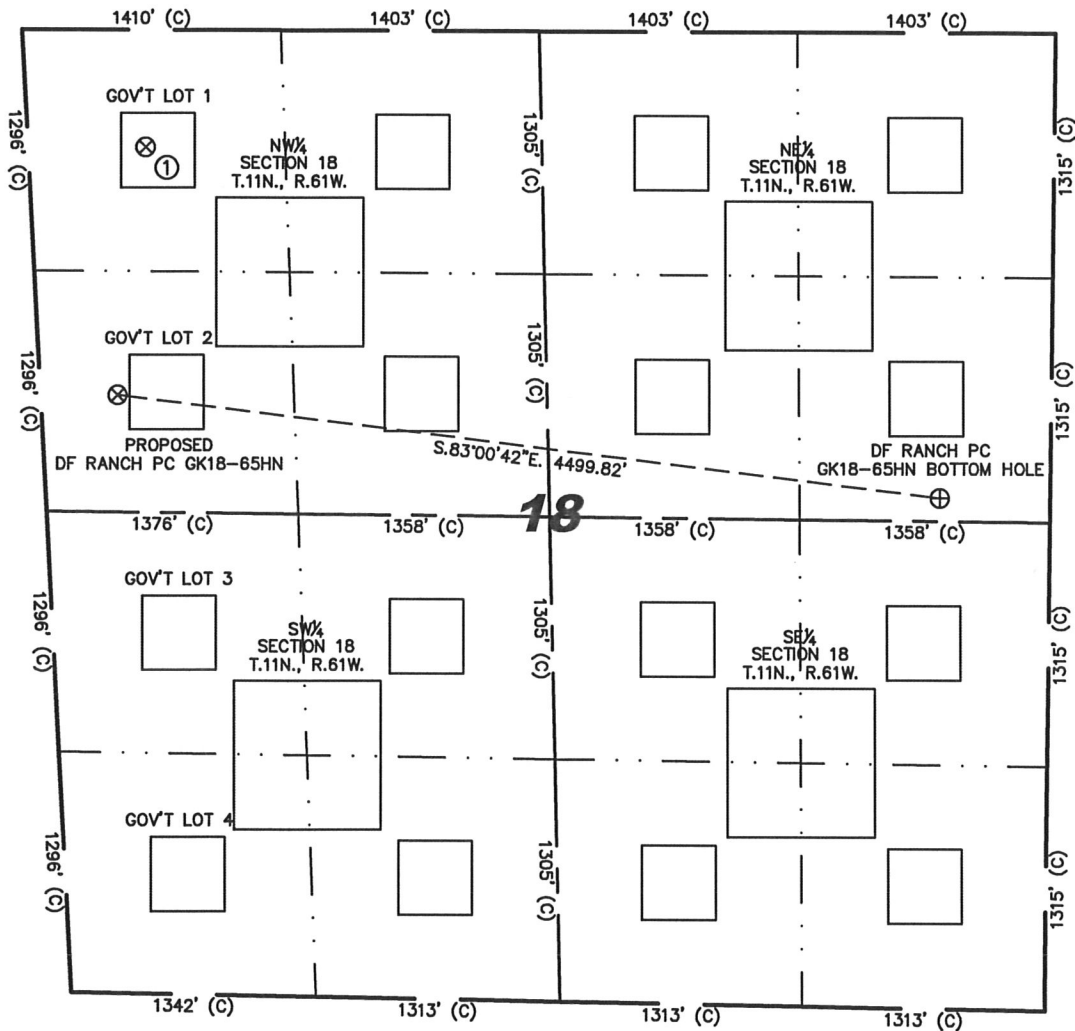 1410' (C)
1403' (C)
1403' (C)
1403' (C)
GOV'T LOT 1
1296' (C)
①
NW¼
SECTION 18
T.11N., R.61W.
1305' (C)
NE¼
SECTION 18
T.11N., R.61W.
1315' (C)
GOV'T LOT 2
1296' (C)
1305' (C)
1315' (C)
PROPOSED
DF RANCH PC GK18-65HN
S.83°00'42"E. 4499.82'
DF RANCH PC
GK18-65HN BOTTOM HOLE
18
1376' (C)
1358' (C)
1358' (C)
1358' (C)
GOV'T LOT 3
1296' (C)
SW¼
SECTION 18
T.11N., R.61W.
1305' (C)
SE¼
SECTION 18
T.11N., R.61W.
1315' (C)
GOV'T LOT 4
1296' (C)
1305' (C)
1315' (C)
1342' (C)
1313' (C)
1313' (C)
1313' (C)